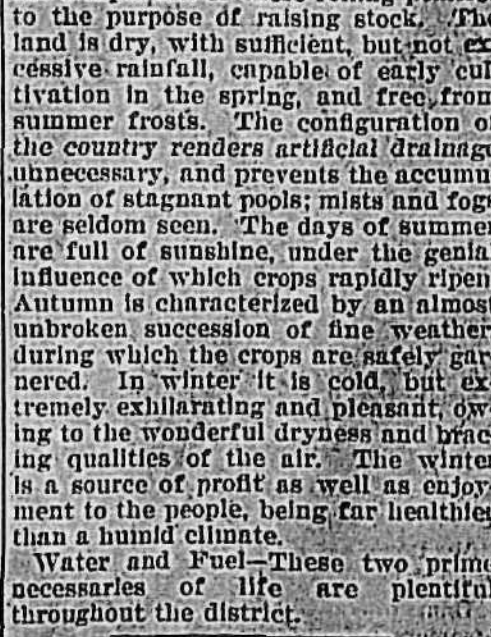 to the purpose of raising stock. The
land is dry, with sufficient, but not ex
cessive rainfall, capable of early cul
tivation in the spring, and free from
summer frosts. The configuration o
the country renders artificial drainag
unnecessary, and prevents the accumu
lation of stagnant pools; mists and fog
are seldom seen. The days of summer
are full of sunshine, under the genia
influence of which crops rapidly ripen
Autumn is characterized by an almos
unbroken succession of fine weather
during which the crops are safely gar
nered. In winter it is cold, but ex
tremely exhilarating and pleasant, ow
ing to the wonderful dryness and brac
ing qualities of the air. The winte
is a source of profit as well as enjoy
ment to the people, being far healthie
than a humid climate.
Water and Fuel—These two prime
necessaries of life are plentiful
throughout the district.